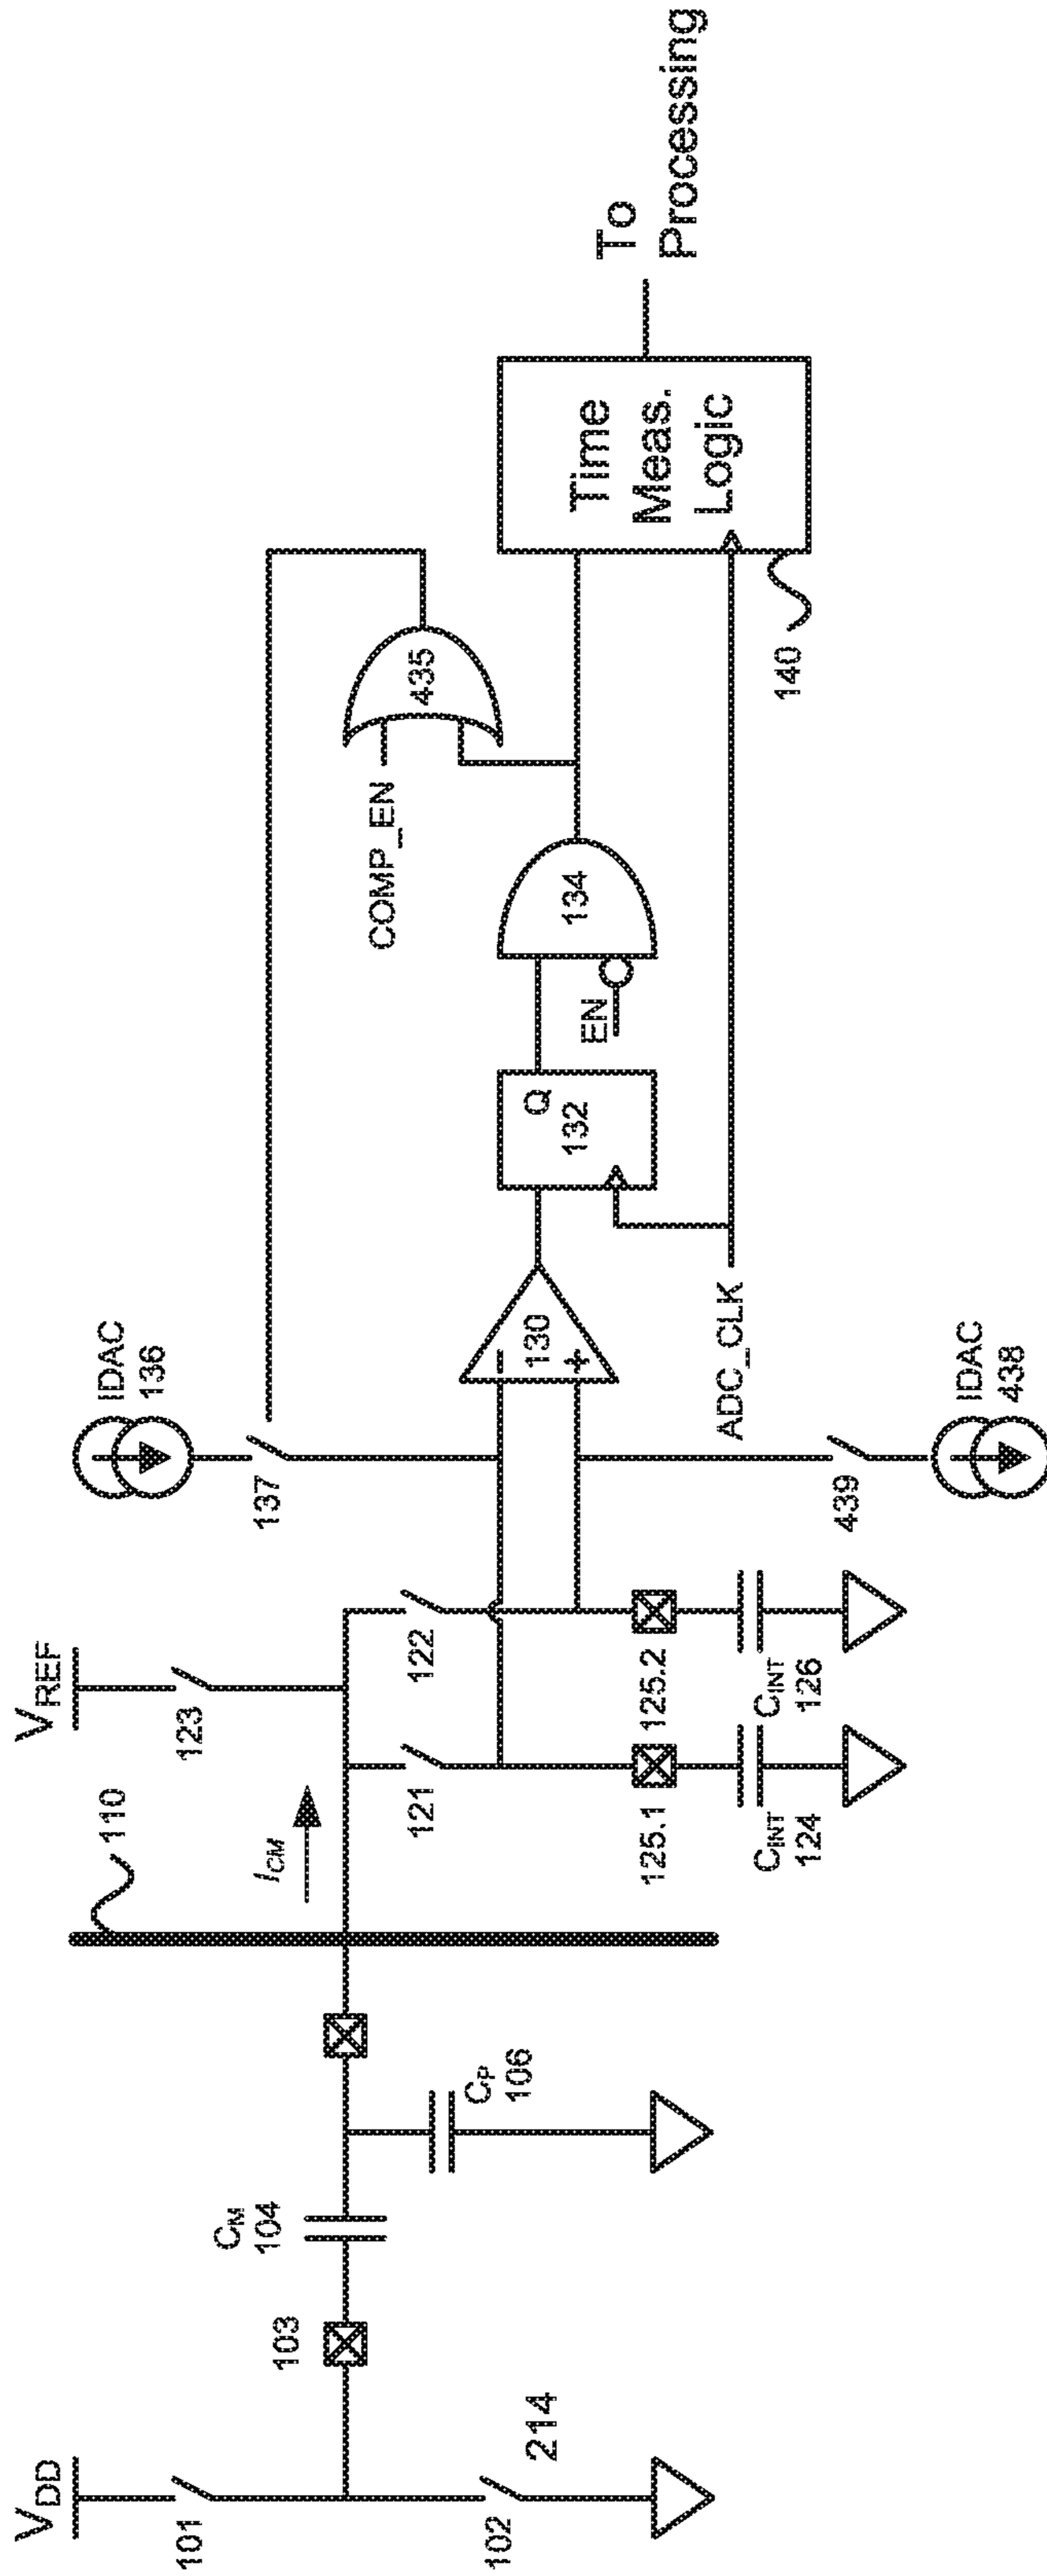 V_DD
101
102
214
103
C_M
104
C_P
106
110
I_CM
V_REF
123
121
122
125.1
125.2
C_INT
124
C_INT
126
IDAC
136
137
439
IDAC
438
130
-
+
ADC_CLK
Q
132
EN
134
COMP_EN
435
140
Time
Meas.
Logic
To
Processing